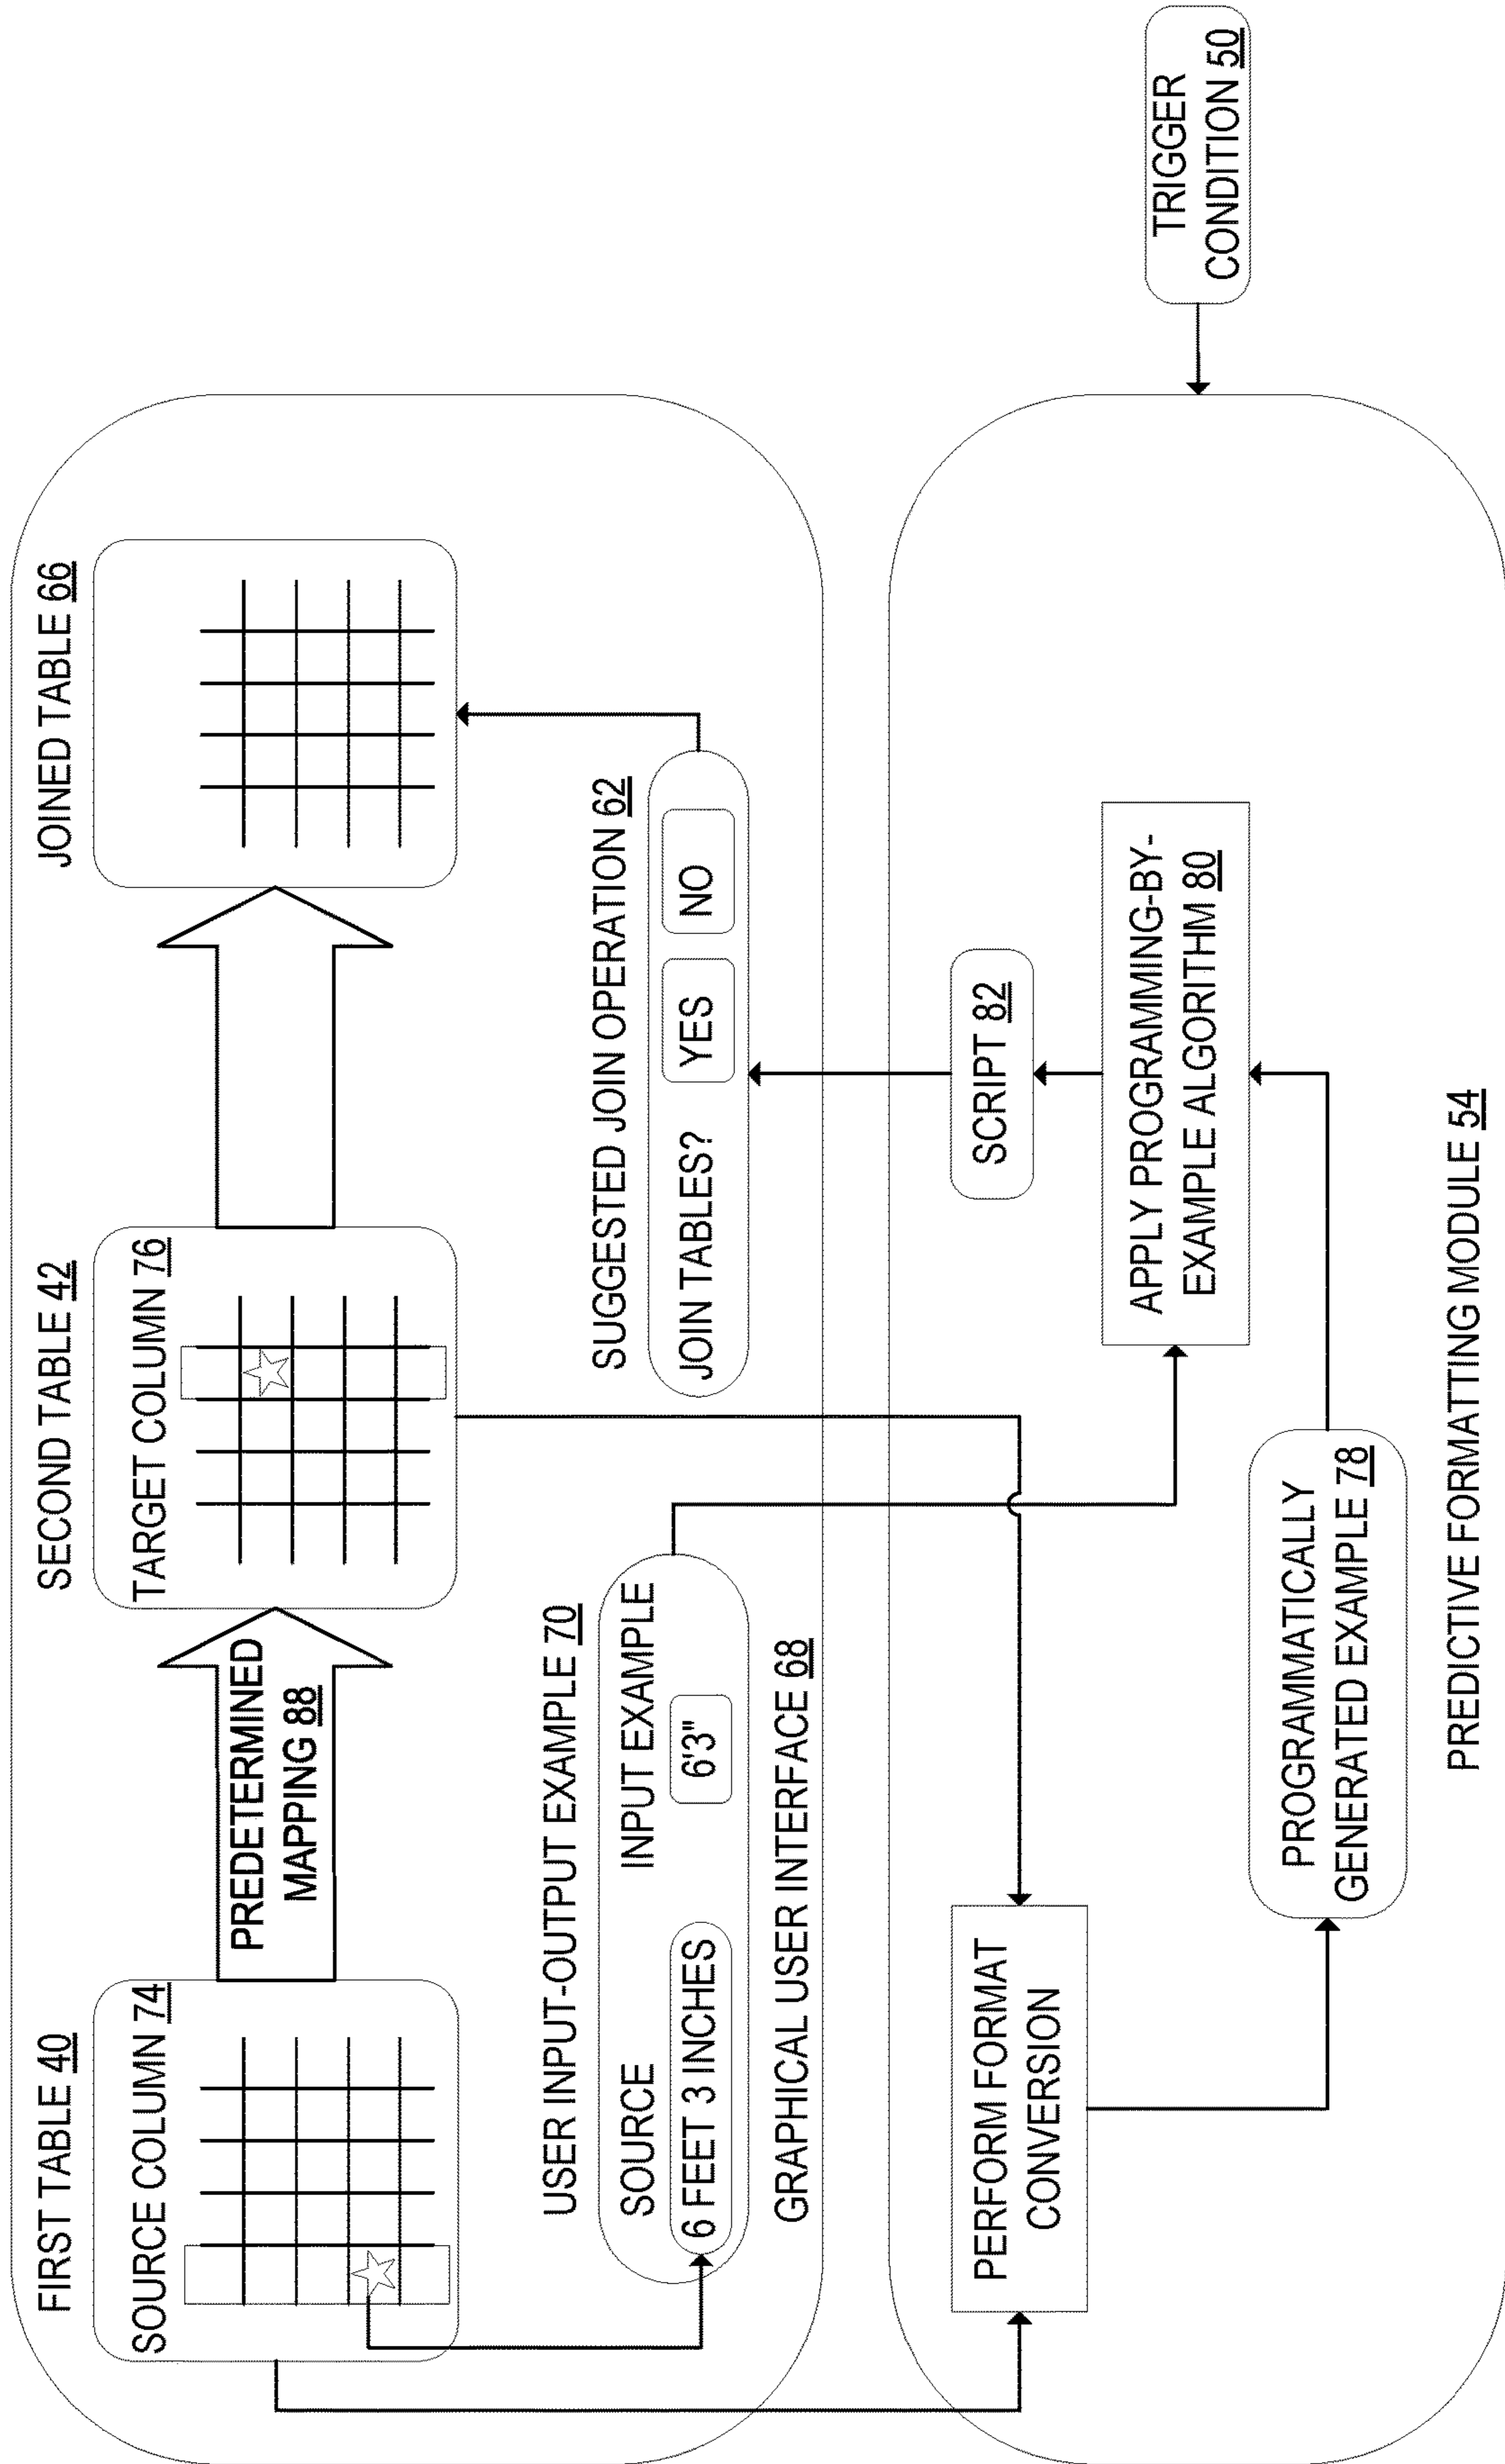 FIRST TABLE 40
SECOND TABLE 42
JOINED TABLE 66
SOURCE COLUMN 74
PREDETERMINED
MAPPING 88
TARGET COLUMN 76
USER INPUT-OUTPUT EXAMPLE 70
SOURCE
INPUT EXAMPLE
6 FEET 3 INCHES
6'3"
GRAPHICAL USER INTERFACE 68
SUGGESTED JOIN OPERATION 62
JOIN TABLES?
YES
NO
PERFORM FORMAT
CONVERSION
SCRIPT 82
APPLY PROGRAMMING-BY-
EXAMPLE ALGORITHM 80
PROGRAMMATICALLY
GENERATED EXAMPLE 78
TRIGGER
CONDITION 50
PREDICTIVE FORMATTING MODULE 54